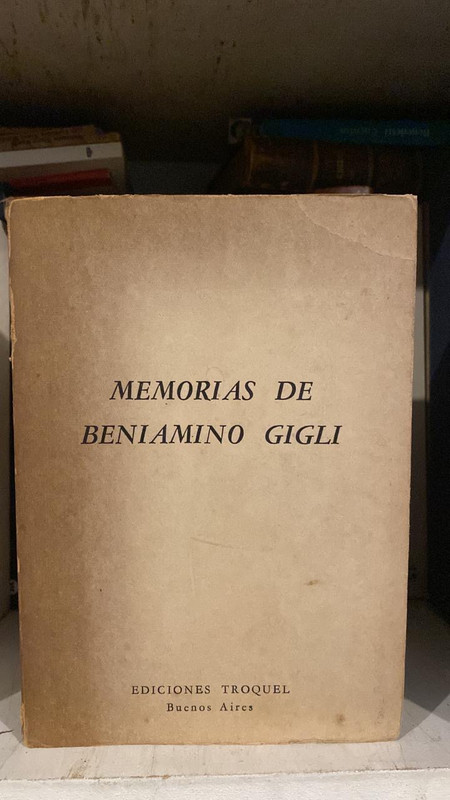 MEMORIAS DE
BENIAMINO GIGLI
EDICIONES TROQUEL
Buenos Aires